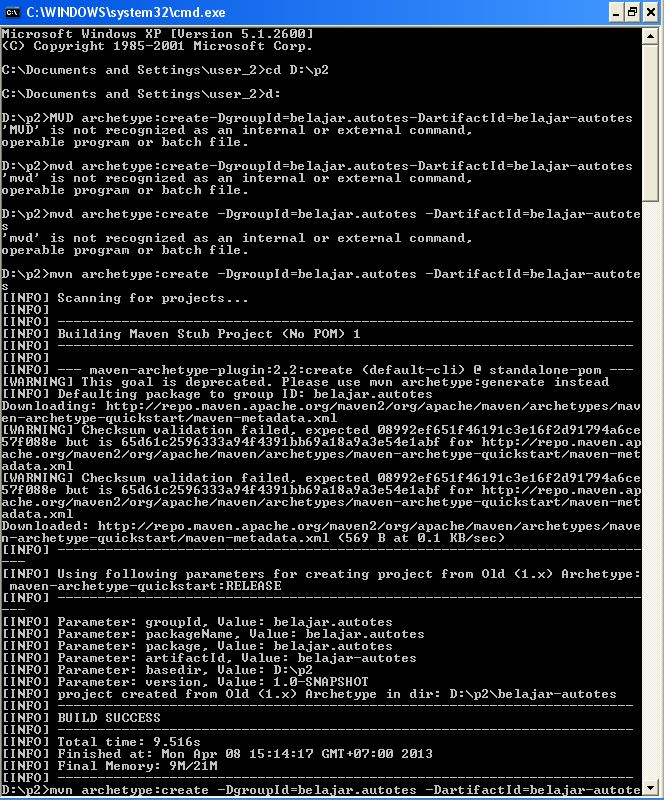 C:\WINDOWS\system32\cmd.exe
Microsoft Windows XP [Version 5.1.2600]
(C) Copyright 1985-2001 Microsoft Corp.
C:\Documents and Settings\user_2>cd D:\p2
C:\Documents and Settings\user_2>d:
D:\p2>MVD archetype:create-DgroupId=belajar.autotes-DartifactId=belajar-autotes
'MVD' is not recognized as an internal or external command,
operable program or batch file.
D:\p2>mvd archetype:create-DgroupId=belajar.autotes-DartifactId=belajar-autotes
'mvd' is not recognized as an internal or external command,
operable program or batch file.
D:\p2>mvd archetype:create -DgroupId=belajar.autotes -DartifactId=belajar-autote
s
'mvd' is not recognized as an internal or external command,
operable program or batch file.
D:\p2>mvn archetype:create -DgroupId=belajar.autotes -DartifactId=belajar-autote
s
[INFO] Scanning for projects...
[INFO]
[INFO] ------------------------------------------------------------------------
[INFO] Building Maven Stub Project (No POM) 1
[INFO] ------------------------------------------------------------------------
[INFO]
[INFO] --- maven-archetype-plugin:2.2:create (default-cli) @ standalone-pom ---
[WARNING] This goal is deprecated. Please use mvn archetype:generate instead
[INFO] Defaulting package to group ID: belajar.autotes
Downloading: http://repo.maven.apache.org/maven2/org/apache/maven/archetypes/mav
en-archetype-quickstart/maven-metadata.xml
[WARNING] Checksum validation failed, expected 08992ef651f46191c3e16f2d91794a6ce
57f088e but is 65d61c2596333a94f4391bb69a18a9a3e54e1abf for http://repo.maven.ap
ache.org/maven2/org/apache/maven/archetypes/maven-archetype-quickstart/maven-met
adata.xml
[WARNING] Checksum validation failed, expected 08992ef651f46191c3e16f2d91794a6ce
57f088e but is 65d61c2596333a94f4391bb69a18a9a3e54e1abf for http://repo.maven.ap
ache.org/maven2/org/apache/maven/archetypes/maven-archetype-quickstart/maven-met
adata.xml
Downloaded: http://repo.maven.apache.org/maven2/org/apache/maven/archetypes/mave
n-archetype-quickstart/maven-metadata.xml (569 B at 0.1 KB/sec)
[INFO] -------------------------------------------------------------------------
---
[INFO] Using following parameters for creating project from Old (1.x) Archetype:
 maven-archetype-quickstart:RELEASE
[INFO] -------------------------------------------------------------------------
---
[INFO] Parameter: groupId, Value: belajar.autotes
[INFO] Parameter: packageName, Value: belajar.autotes
[INFO] Parameter: package, Value: belajar.autotes
[INFO] Parameter: artifactId, Value: belajar-autotes
[INFO] Parameter: basedir, Value: D:\p2
[INFO] Parameter: version, Value: 1.0-SNAPSHOT
[INFO] project created from Old (1.x) Archetype in dir: D:\p2\belajar-autotes
[INFO] ------------------------------------------------------------------------
[INFO] BUILD SUCCESS
[INFO] ------------------------------------------------------------------------
[INFO] Total time: 9.516s
[INFO] Finished at: Mon Apr 08 15:14:17 GMT+07:00 2013
[INFO] Final Memory: 9M/21M
[INFO] ------------------------------------------------------------------------
D:\p2>mvn archetype:create -DgroupId=belajar.autotes -DartifactId=belajar-autote